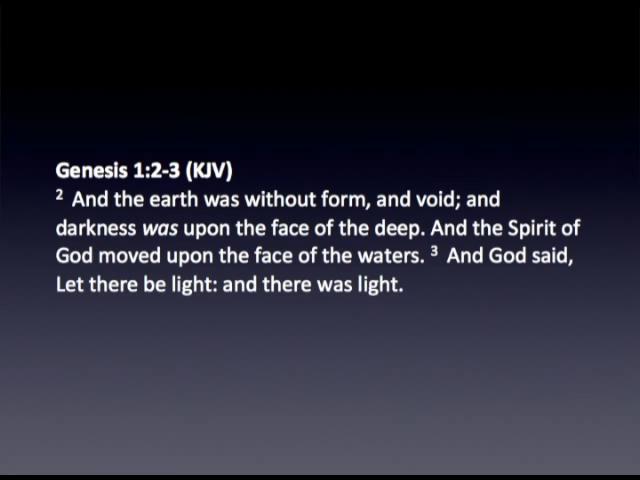 Genesis 1:2-3 (KJV)
2 And the earth was without form, and void; and
darkness was upon the face of the deep. And the Spirit of
God moved upon the face of the waters. 3 And God said,
Let there be light: and there was light.